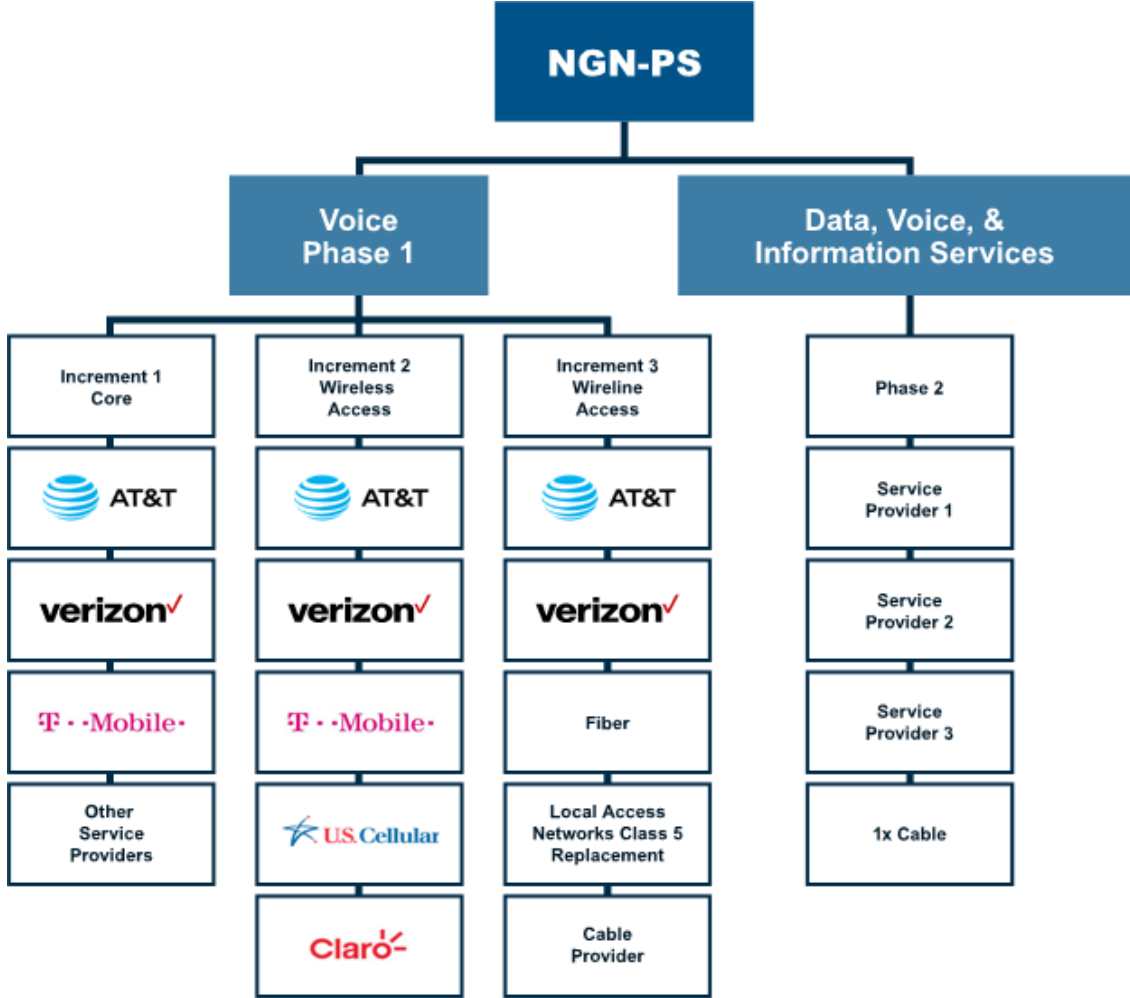 NGN-PS
Voice
Phase 1
Data, Voice, &
Information Services
Increment 1
Core
AT&T
verizon
T··Mobile·
Other
Service
Providers
Increment 2
Wireless
Access
AT&T
verizon
T··Mobile·
U.S. Cellular
Claro
Increment 3
Wireline
Access
AT&T
verizon
Fiber
Local Access
Networks Class 5
Replacement
Cable
Provider
Phase 2
Service
Provider 1
Service
Provider 2
Service
Provider 3
1x Cable